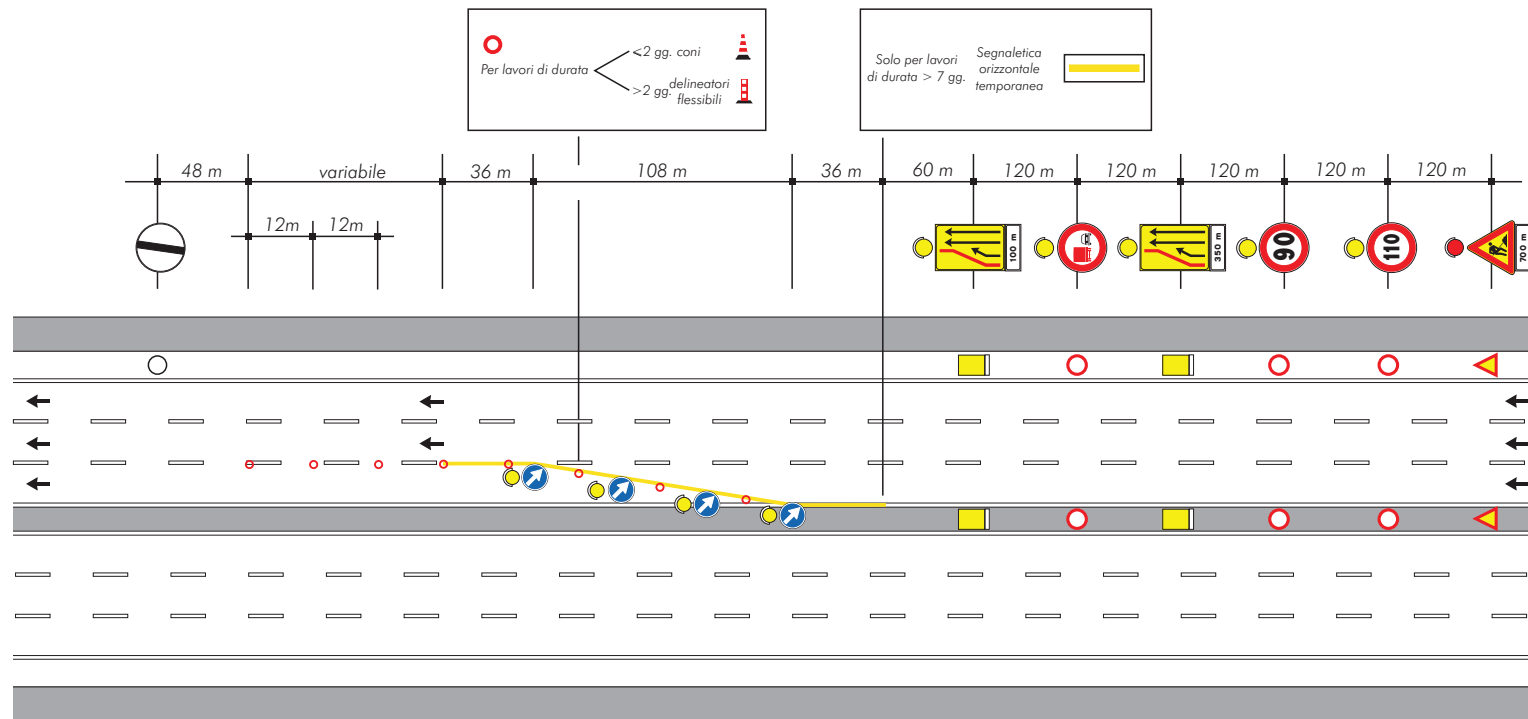 Per lavori di durata
<2 gg. coni
>2 gg. delineatori
flessibili
Solo per lavori
di durata > 7 gg.
Segnaletica
orizzontale
temporanea
48 m
variabile
36 m
108 m
36 m
60 m
120 m
120 m
120 m
120 m
120 m
12m
12m
100 m
350 m
90
110
700 m